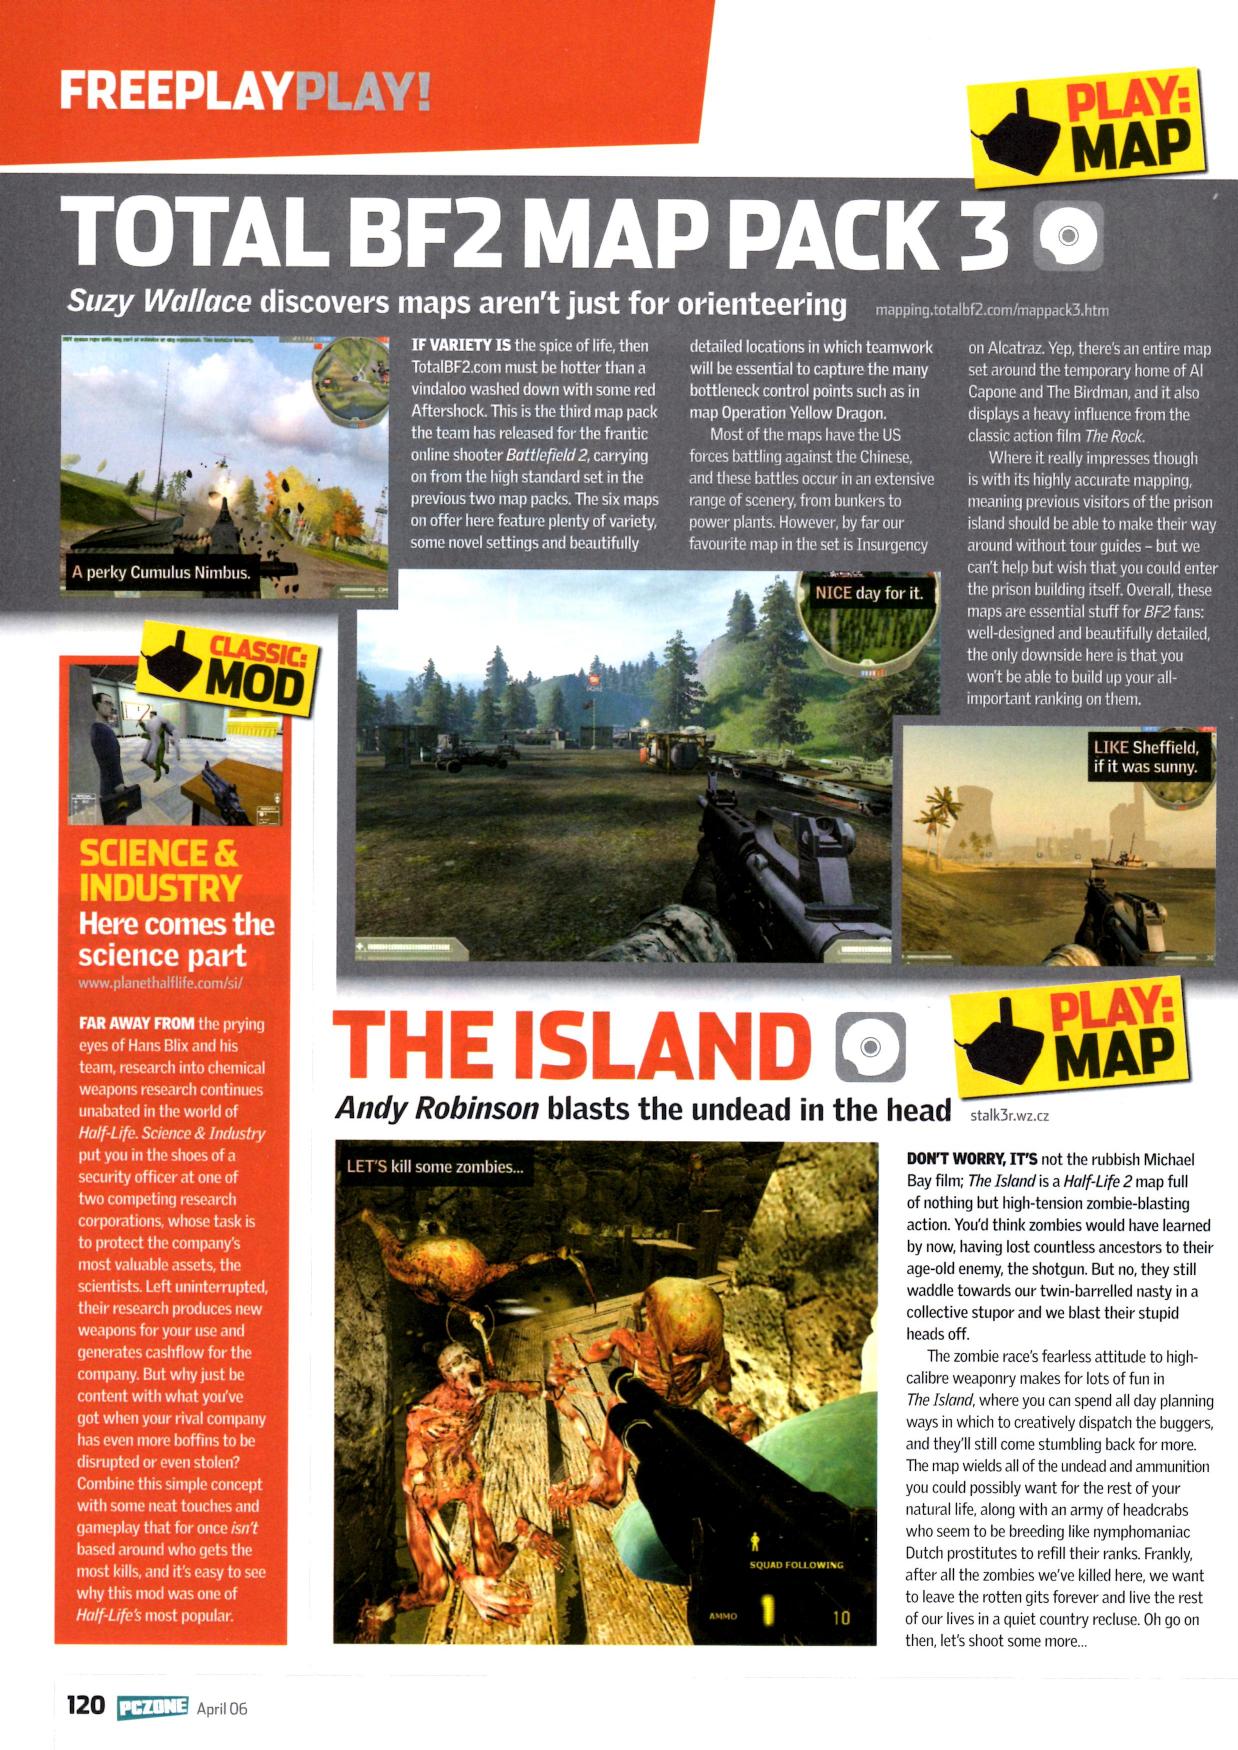 FREEPLAYPLAY!
PLAY:
MAP
TOTAL BF2 MAP PACK 3
Suzy Wallace discovers maps aren't just for orienteering
mapping.totalbf2.com/mappack3.htm
A perky Cumulus Nimbus.
IF VARIETY IS the spice of life, then
TotalBF2.com must be hotter than a
vindaloo washed down with some red
Aftershock. This is the third map pack
the team has released for the frantic
online shooter Battlefield 2, carrying
on from the high standard set in the
previous two map packs. The six maps
on offer here feature plenty of variety,
some novel settings and beautifully
detailed locations in which teamwork
will be essential to capture the many
bottleneck control points such as in
map Operation Yellow Dragon.
Most of the maps have the US
forces battling against the Chinese,
and these battles occur in an extensive
range of scenery, from bunkers to
power plants. However, by far our
favourite map in the set is Insurgency
on Alcatraz. Yep, there's an entire map
set around the temporary home of Al
Capone and The Birdman, and it also
displays a heavy influence from the
classic action film The Rock.
Where it really impresses though
is with its highly accurate mapping,
meaning previous visitors of the prison
island should be able to make their way
around without tour guides – but we
can't help but wish that you could enter
the prison building itself. Overall, these
maps are essential stuff for BF2 fans:
well-designed and beautifully detailed,
the only downside here is that you
won't be able to build up your all-
important ranking on them.
NICE day for it.
LIKE Sheffield,
if it was sunny.
CLASSIC:
MOD
SCIENCE &
INDUSTRY
Here comes the
science part
www.planethalflife.com/si/
FAR AWAY FROM the prying
eyes of Hans Blix and his
team, research into chemical
weapons research continues
unabated in the world of
Half-Life. Science & Industry
put you in the shoes of a
security officer at one of
two competing research
corporations, whose task is
to protect the company's
most valuable assets, the
scientists. Left uninterrupted,
their research produces new
weapons for your use and
generates cashflow for the
company. But why just be
content with what you've
got when your rival company
has even more boffins to be
disrupted or even stolen?
Combine this simple concept
with some neat touches and
gameplay that for once isn't
based around who gets the
most kills, and it's easy to see
why this mod was one of
Half-Life's most popular.
THE ISLAND
PLAY:
MAP
Andy Robinson blasts the undead in the head
stalk3r.wz.cz
LET'S kill some zombies...
SQUAD FOLLOWING
AMMO 1 10
DON'T WORRY, IT'S not the rubbish Michael
Bay film; The Island is a Half-Life 2 map full
of nothing but high-tension zombie-blasting
action. You'd think zombies would have learned
by now, having lost countless ancestors to their
age-old enemy, the shotgun. But no, they still
waddle towards our twin-barrelled nasty in a
collective stupor and we blast their stupid
heads off.
The zombie race's fearless attitude to high-
calibre weaponry makes for lots of fun in
The Island, where you can spend all day planning
ways in which to creatively dispatch the buggers,
and they'll still come stumbling back for more.
The map wields all of the undead and ammunition
you could possibly want for the rest of your
natural life, along with an army of headcrabs
who seem to be breeding like nymphomaniac
Dutch prostitutes to refill their ranks. Frankly,
after all the zombies we've killed here, we want
to leave the rotten gits forever and live the rest
of our lives in a quiet country recluse. Oh go on
then, let's shoot some more...
120 PCZONE April 06